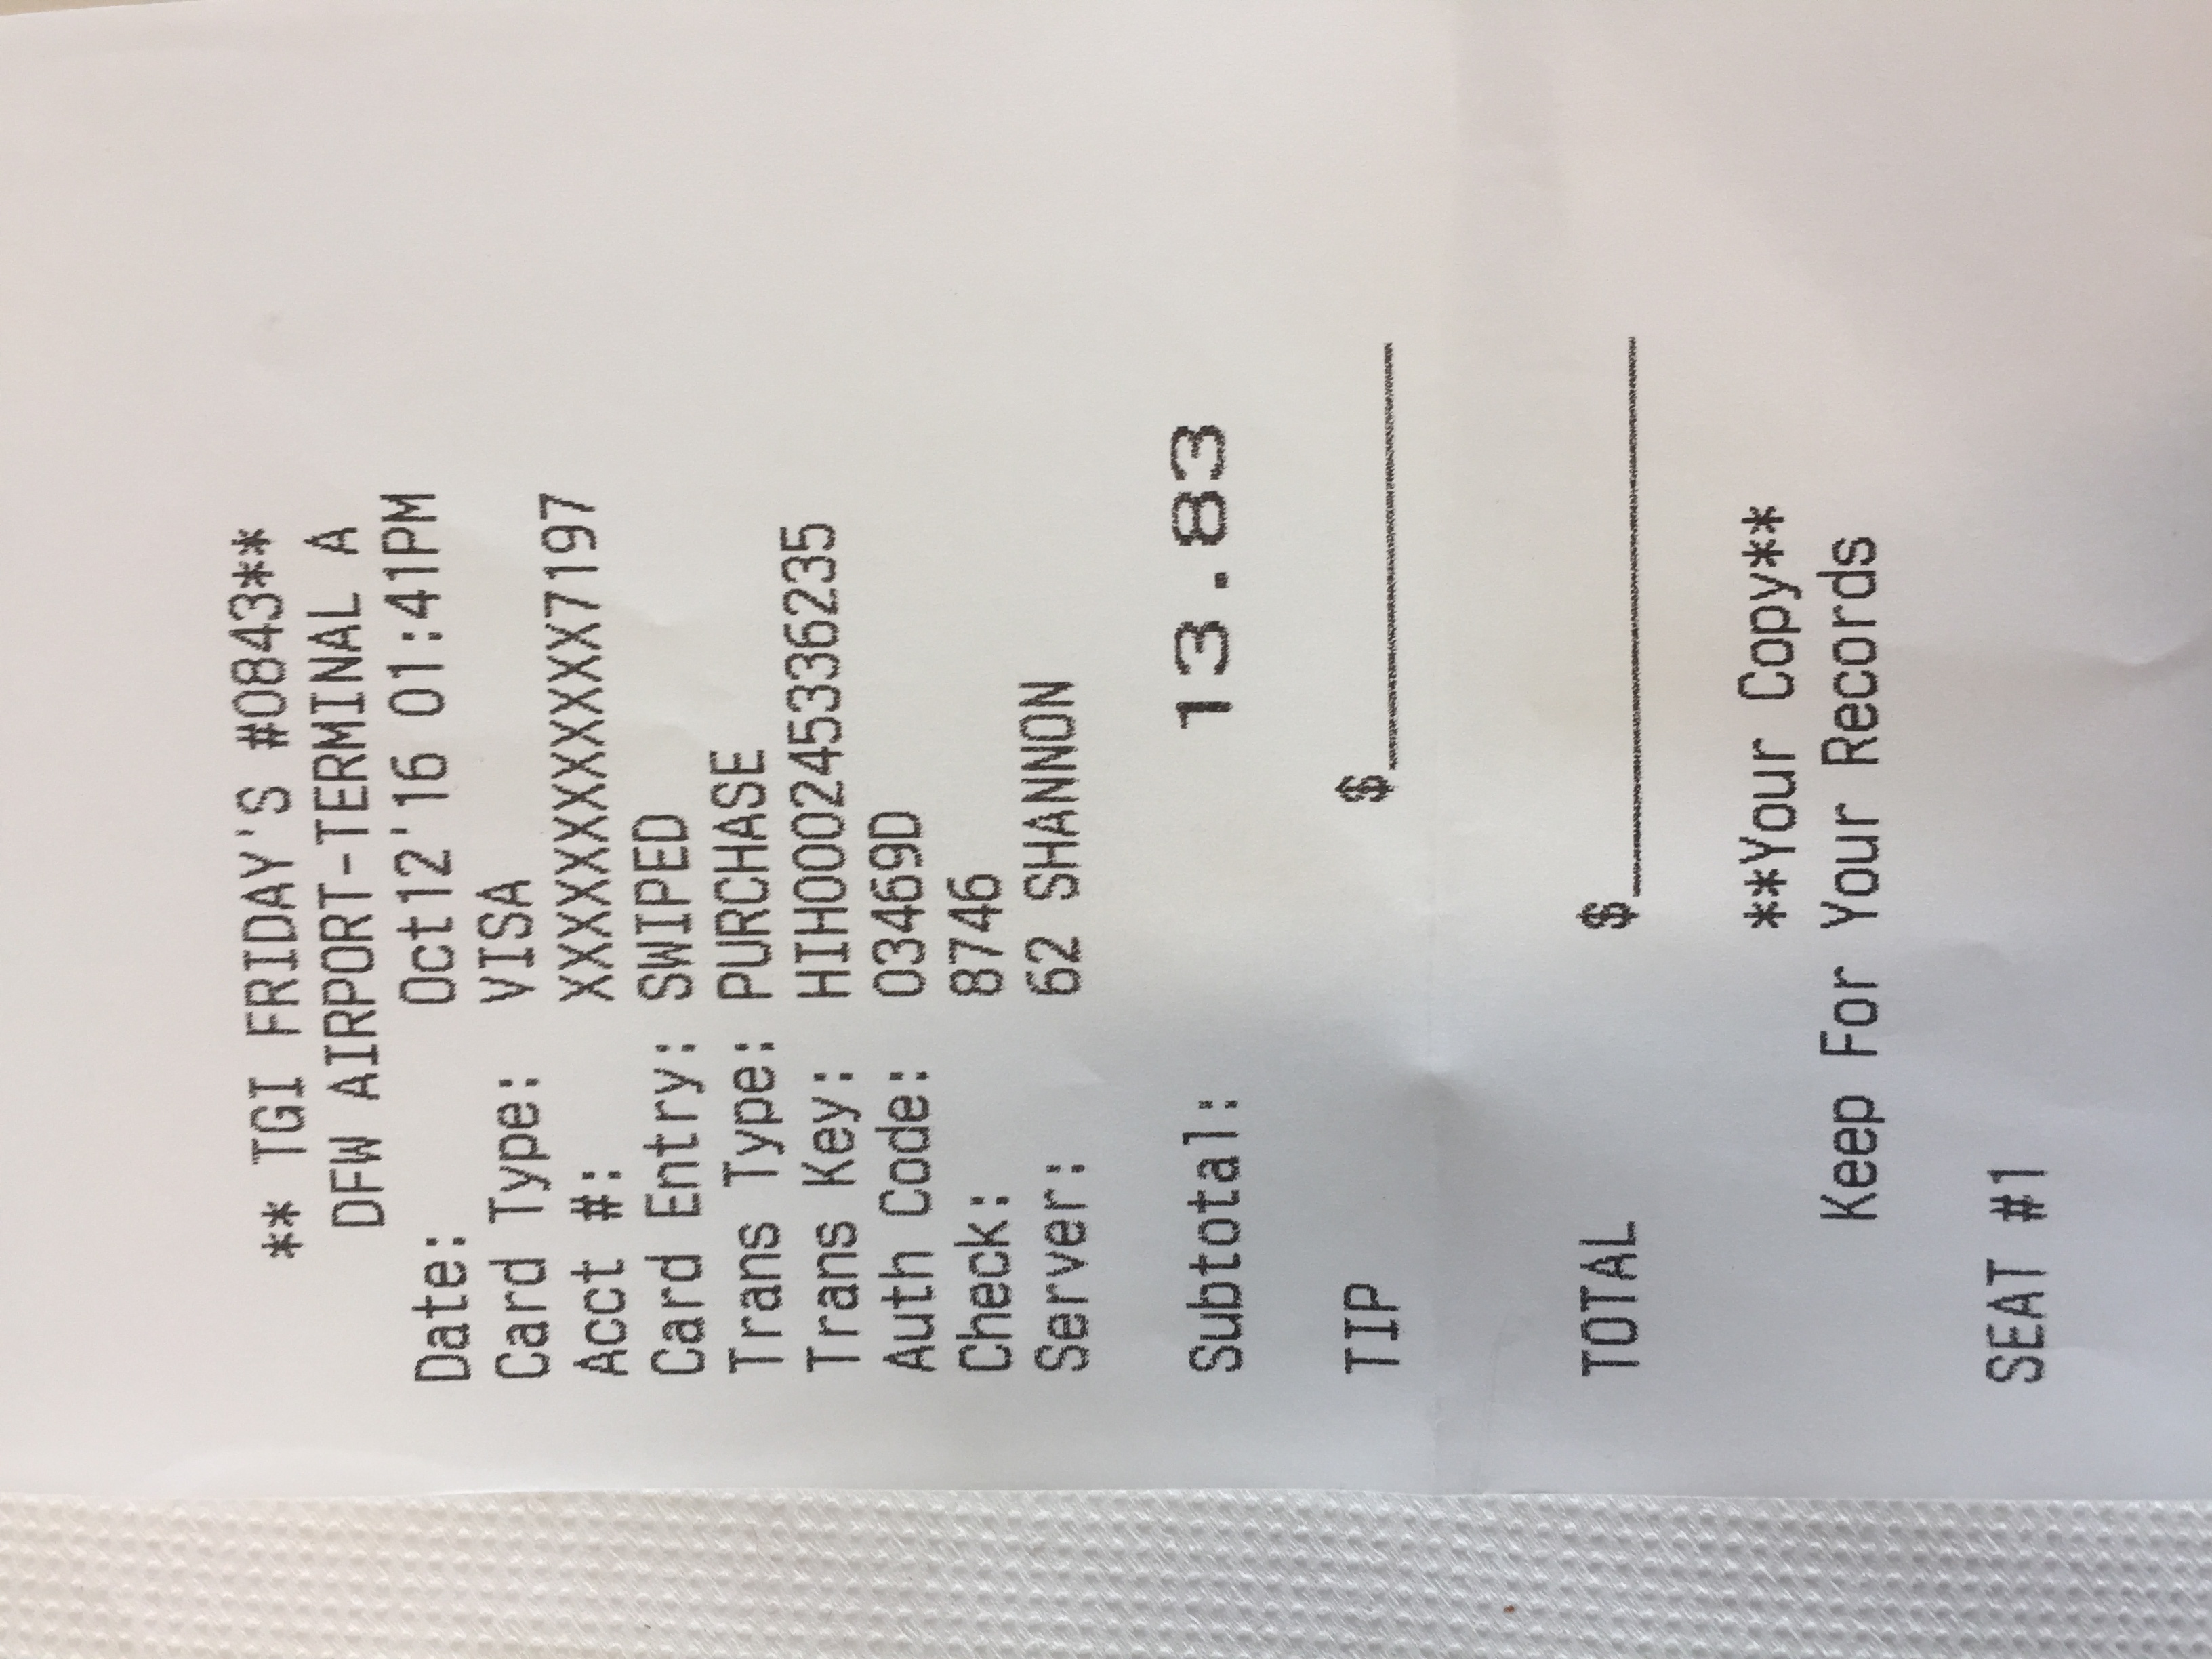 ** TGI FRIDAY'S #0843**
DFW AIRPORT-TERMINAL A
Date: Oct12'16 01:41PM
Card Type: VISA
Acct #: XXXXXXXXXXXX7197
Card Entry: SWIPED
Trans Type: PURCHASE
Trans Key: HIH002453336235
Auth Code: 03469D
Check: 8746
Server: 62 SHANNON
Subtotal: 13.83
TIP $
TOTAL $
**Your Copy**
Keep For Your Records
SEAT #1